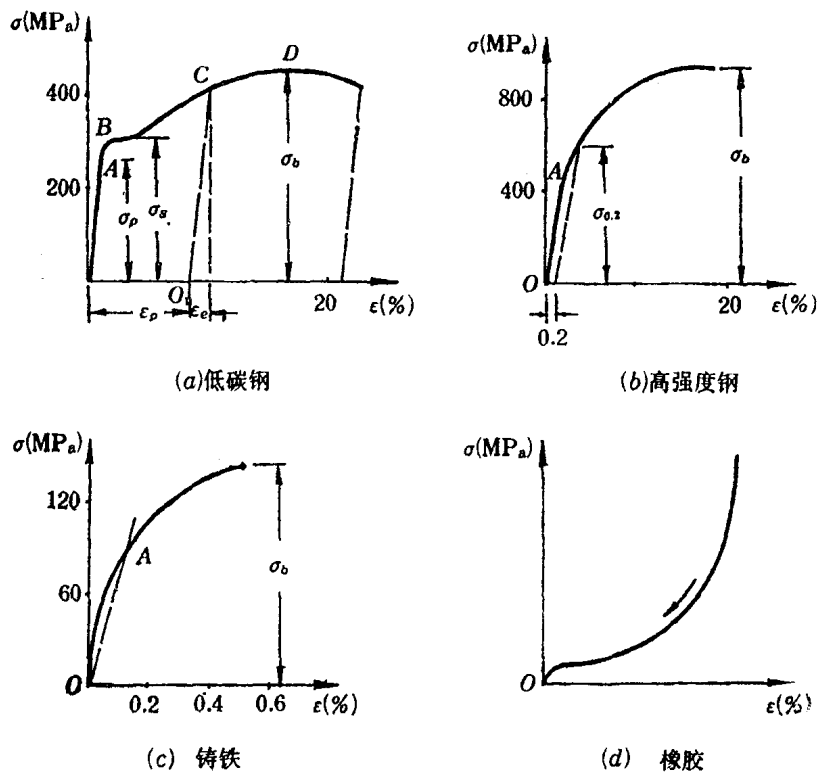 σ(MPa)
400
200
B
A
C
D
σρ
σs
σb
O1
20
ε(%)
ερ
εe
(a)低碳钢
σ(MPa)
800
400
A
σ0.2
σb
O
20
ε(%)
0.2
(b)高强度钢
σ(MPa)
120
60
A
σb
O
0.2
0.4
0.6
ε(%)
(c) 铸铁
σ(MPa)
O
ε(%)
(d) 橡胶